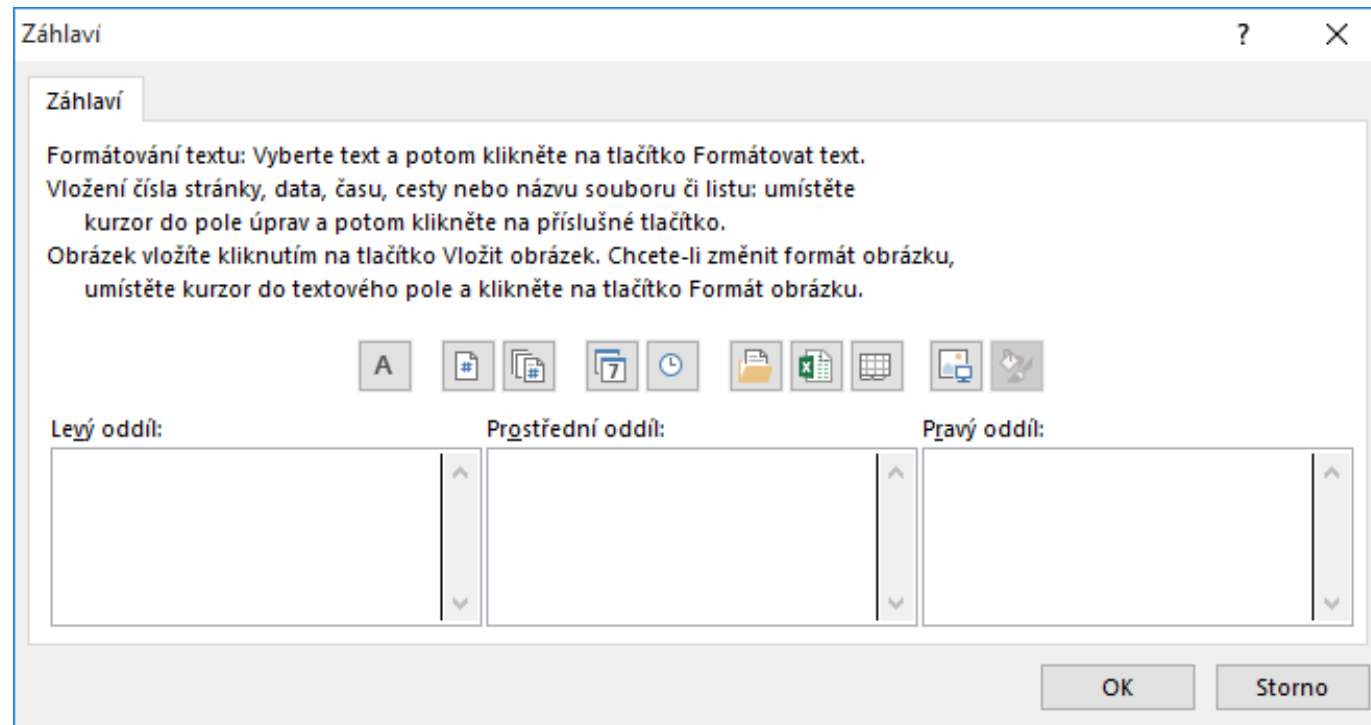 Záhlaví
Záhlaví
Formátování textu: Vyberte text a potom klikněte na tlačítko Formátovat text.
Vložení čísla stránky, data, času, cesty nebo názvu souboru či listu: umístěte
kurzor do pole úprav a potom klikněte na příslušné tlačítko.
Obrázek vložíte kliknutím na tlačítko Vložit obrázek. Chcete-li změnit formát obrázku,
umístěte kurzor do textového pole a klikněte na tlačítko Formát obrázku.
A # # 7
Levý oddíl: Prostřední oddíl: Pravý oddíl:
OK Storno